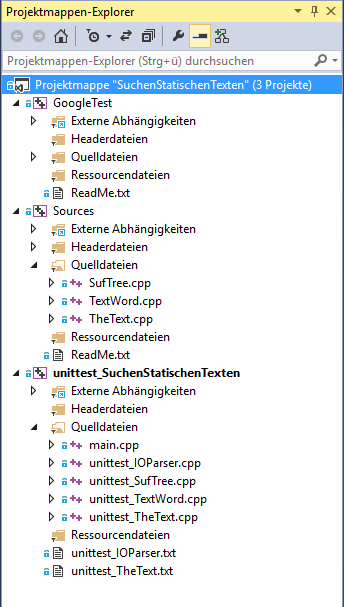 Projektmappen-Explorer
Projektmappen-Explorer (Strg+ü) durchsuchen
Projektmappe "SuchenStatischenTexten" (3 Projekte)
GoogleTest
Externe Abhängigkeiten
Headerdateien
Quelldateien
Ressourcendateien
ReadMe.txt
Sources
Externe Abhängigkeiten
Headerdateien
Quelldateien
SufTree.cpp
TextWord.cpp
TheText.cpp
Ressourcendateien
ReadMe.txt
unittest_SuchenStatischenTexten
Externe Abhängigkeiten
Headerdateien
Quelldateien
main.cpp
unittest_IOParser.cpp
unittest_SufTree.cpp
unittest_TextWord.cpp
unittest_TheText.cpp
Ressourcendateien
unittest_IOParser.txt
unittest_TheText.txt